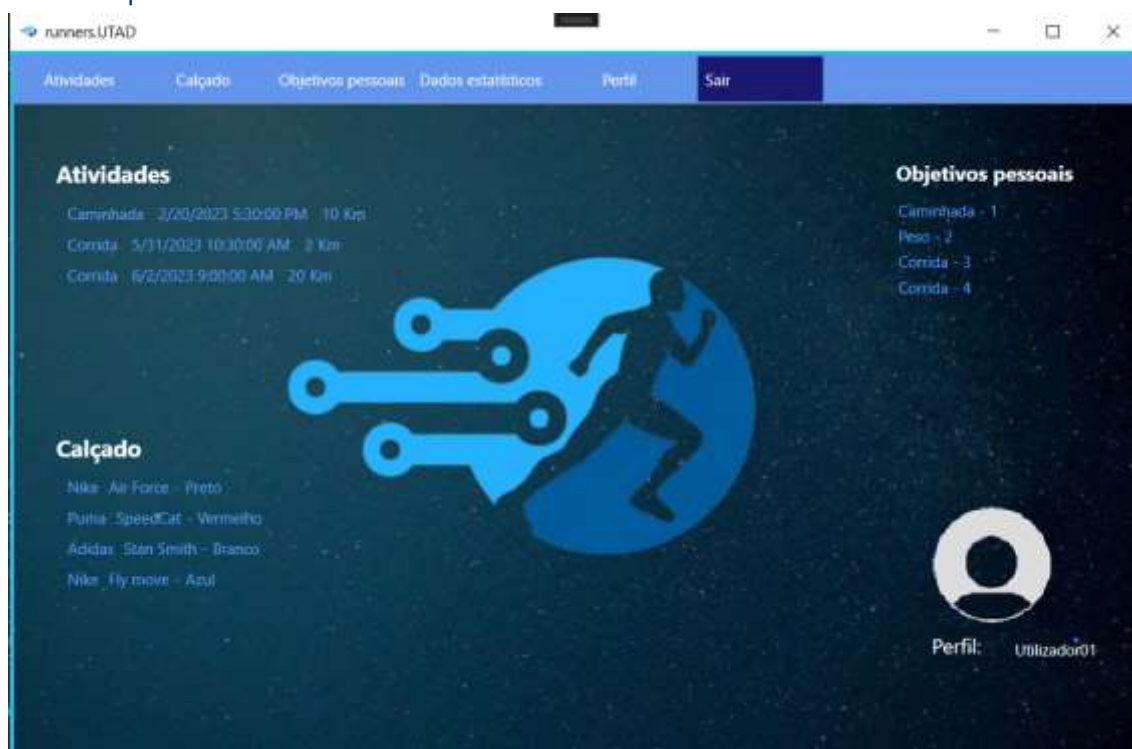 runners.UTAD
Atividades Calçado Objetivos pessoais Dados estatísticos Perfil Sair
Atividades
Caminhada 2/20/2023 5:30:00 PM 10 Km
Corrida 5/31/2023 10:30:00 AM 2 Km
Corrida 6/2/2023 9:00:00 AM 20 Km
Objetivos pessoais
Caminhada - 1
Peso - 2
Corrida - 3
Corrida - 4
Calçado
Nike Air Force - Preto
Puma SpeedCat - Vermelho
Adidas Stan Smith - Branco
Nike Fly move - Azul
Perfil: Utilizador01